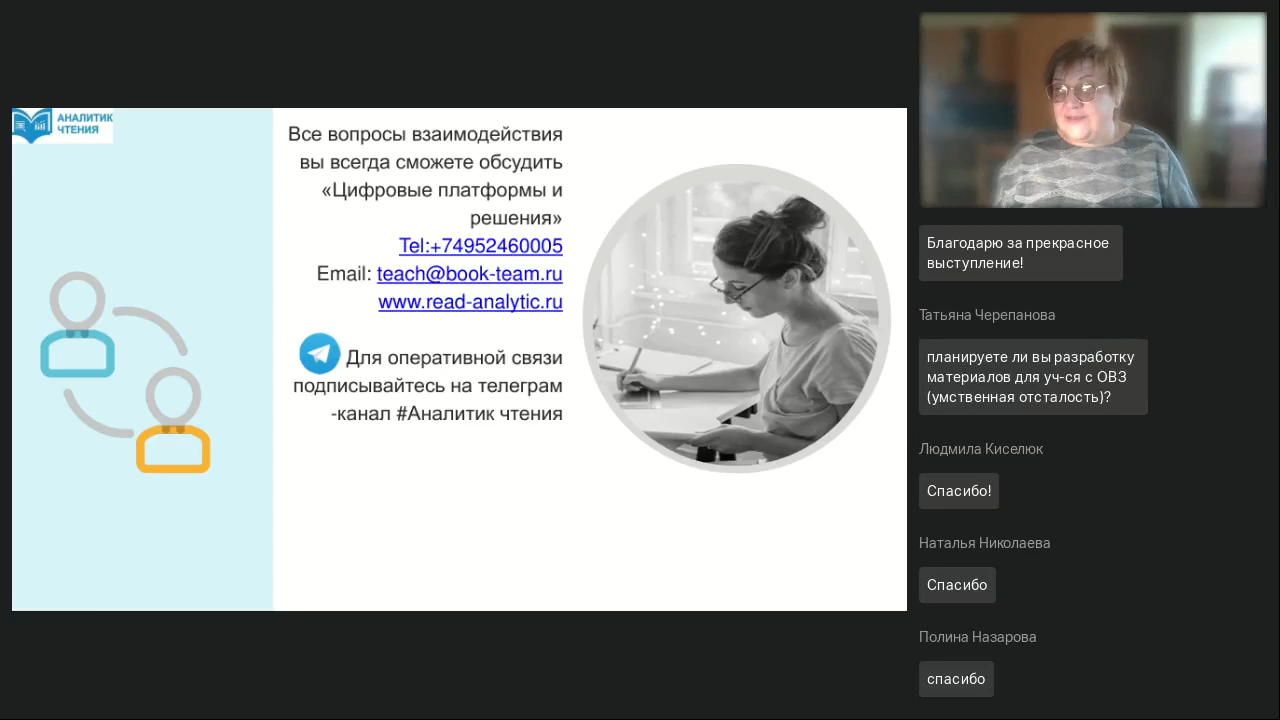 АНАЛИТИК
ЧТЕНИЯ
Все вопросы взаимодействия
вы всегда сможете обсудить
«Цифровые платформы и
решения»
Tel:+74952460005
Email: teach@book-team.ru
www.read-analytic.ru
Для оперативной связи
подписывайтесь на телеграм
-канал #Аналитик чтения
Благодарю за прекрасное
выступление!
Татьяна Черепанова
планируете ли вы разработку
материалов для уч-ся с ОВЗ
(умственная отсталость)?
Людмила Киселюк
Спасибо!
Наталья Николаева
Спасибо
Полина Назарова
спасибо